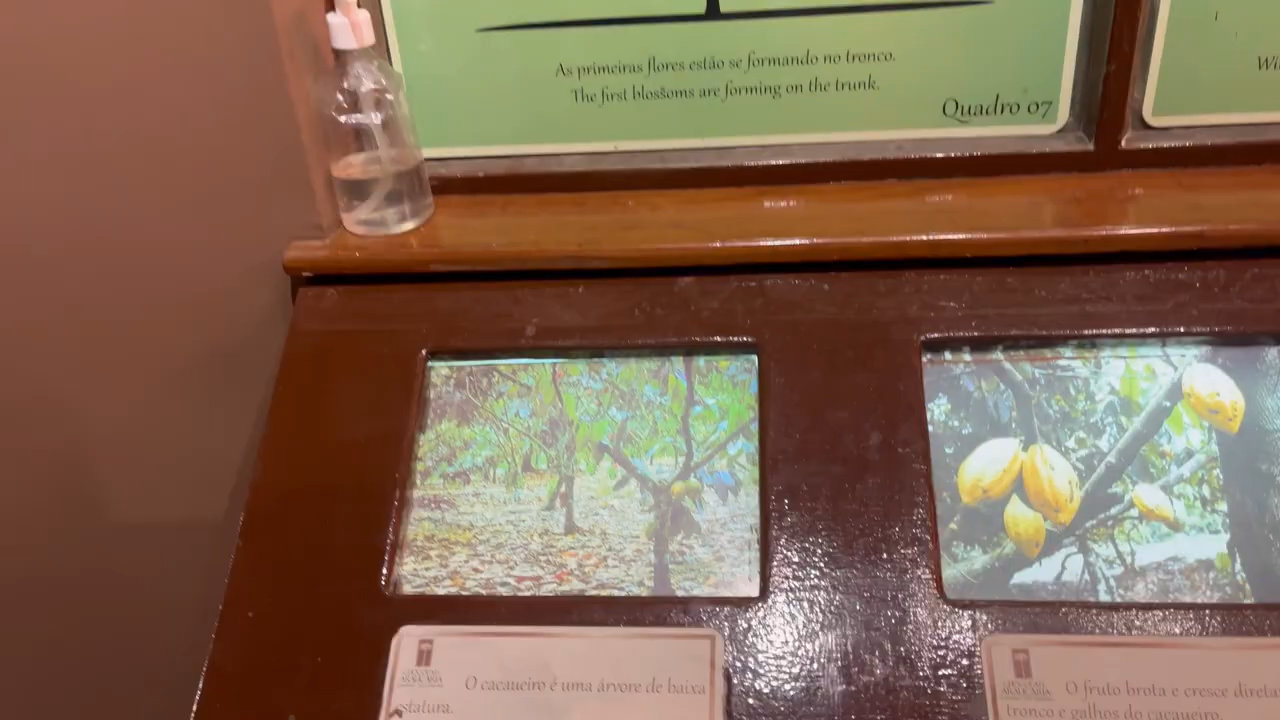 As primeiras flores estão se formando no tronco.
The first blossoms are forming on the trunk.
Quadro 07
O cacaueiro é uma árvore de baixa
estatura.
O fruto brota e cresce
tronco e galhos do cacaueiro